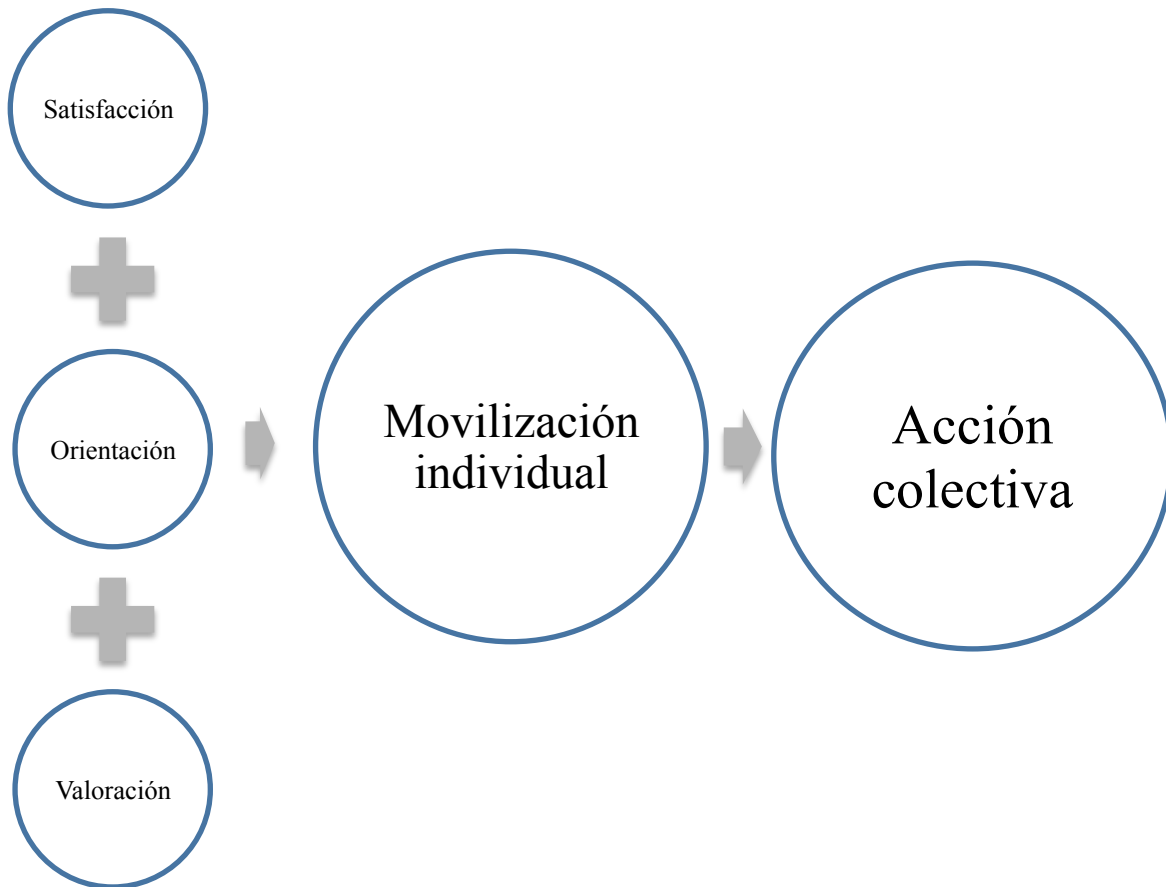 Satisfacción
Orientación
Valoración
Movilización
individual
Acción
colectiva